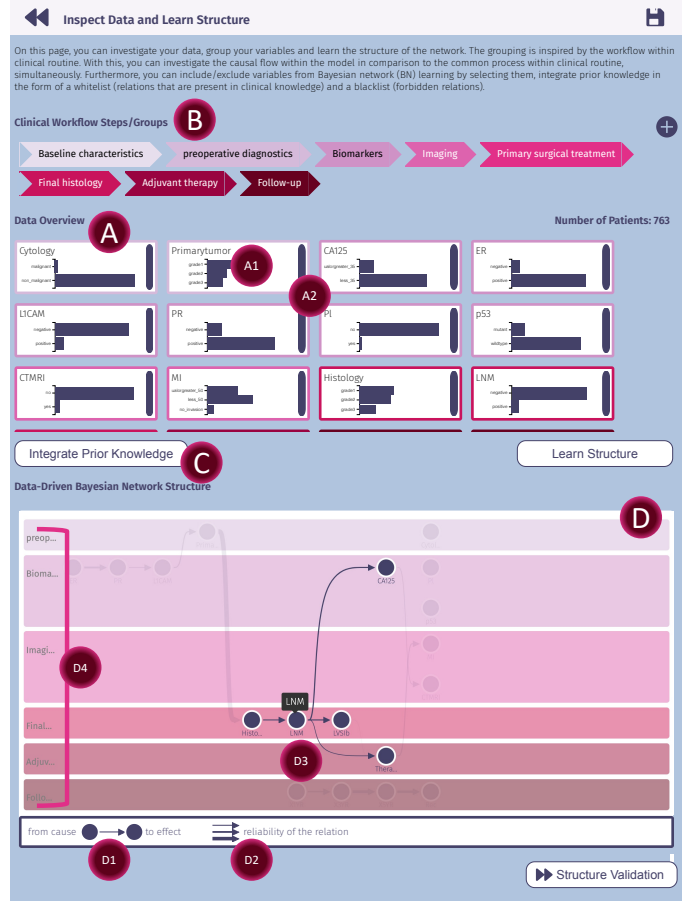 Inspect Data and Learn Structure
On this page, you can investigate your data, group your variables and learn the structure of the network. The grouping is inspired by the workflow within
clinical routine. With this, you can investigate the causal flow within the model in comparison to the common process within clinical routine,
simultaneously. Furthermore, you can include/exclude variables from Bayesian network (BN) learning by selecting them, integrate prior knowledge in
the form of a whitelist (relations that are present in clinical knowledge) and a blacklist (forbidden relations).
Clinical Workflow Steps/Groups
B
Baseline characteristics
preoperative diagnostics
Biomarkers
Imaging
Primary surgical treatment
Final histology
Adjuvant therapy
Follow-up
Data Overview
A
Number of Patients: 763
Cytology
malignant
non_malignant
Primarytumor
grade1
grade2
grade3
A1
CA125
less_35
ER
negative
positive
A2
L1CAM
negative
positive
PR
negative
positive
PI
no
yes
p53
mutant
wildtype
CTMRI
no
yes
MI
less_50
no_invasion
Histology
grade1
grade2
grade3
LNM
negative
positive
Integrate Prior Knowledge
C
Learn Structure
Data-Driven Bayesian Network Structure
D
preop...
Bioma...
CA125
Imagi...
D4
LNM
Final...
Histo...
LNM
LVSIb
D3
Adjuv...
Thera...
Follo...
from cause
to effect
reliability of the relation
D1
D2
Structure Validation